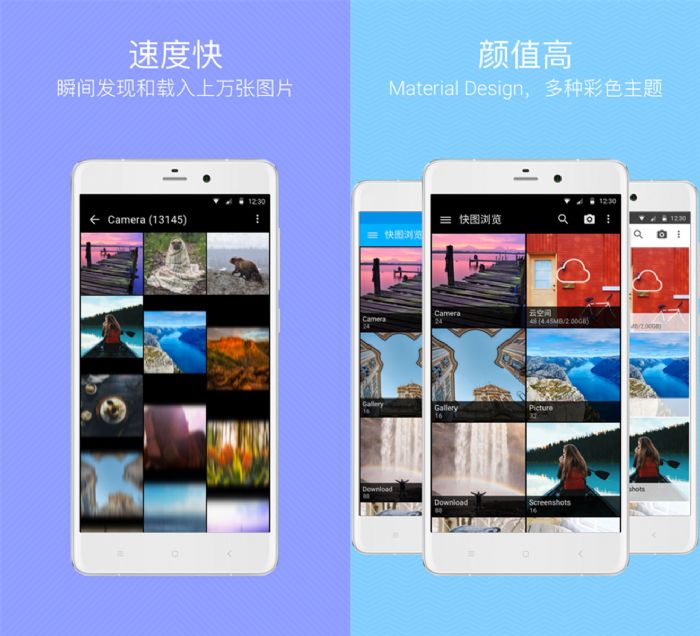 速度快
瞬间发现和载入上万张图片
12:30
Camera (13145)
颜值高
Material Design，多种彩色主题
快图浏览
12:30
快图浏览
12:30
Camera
24
Camera
24
云空间
48 (4.45MB/2.00GB)
MB/2.00GB)
Gallery
16
Gallery
16
Picture
32
Download
88
Download
88
Screenshots
16
shots